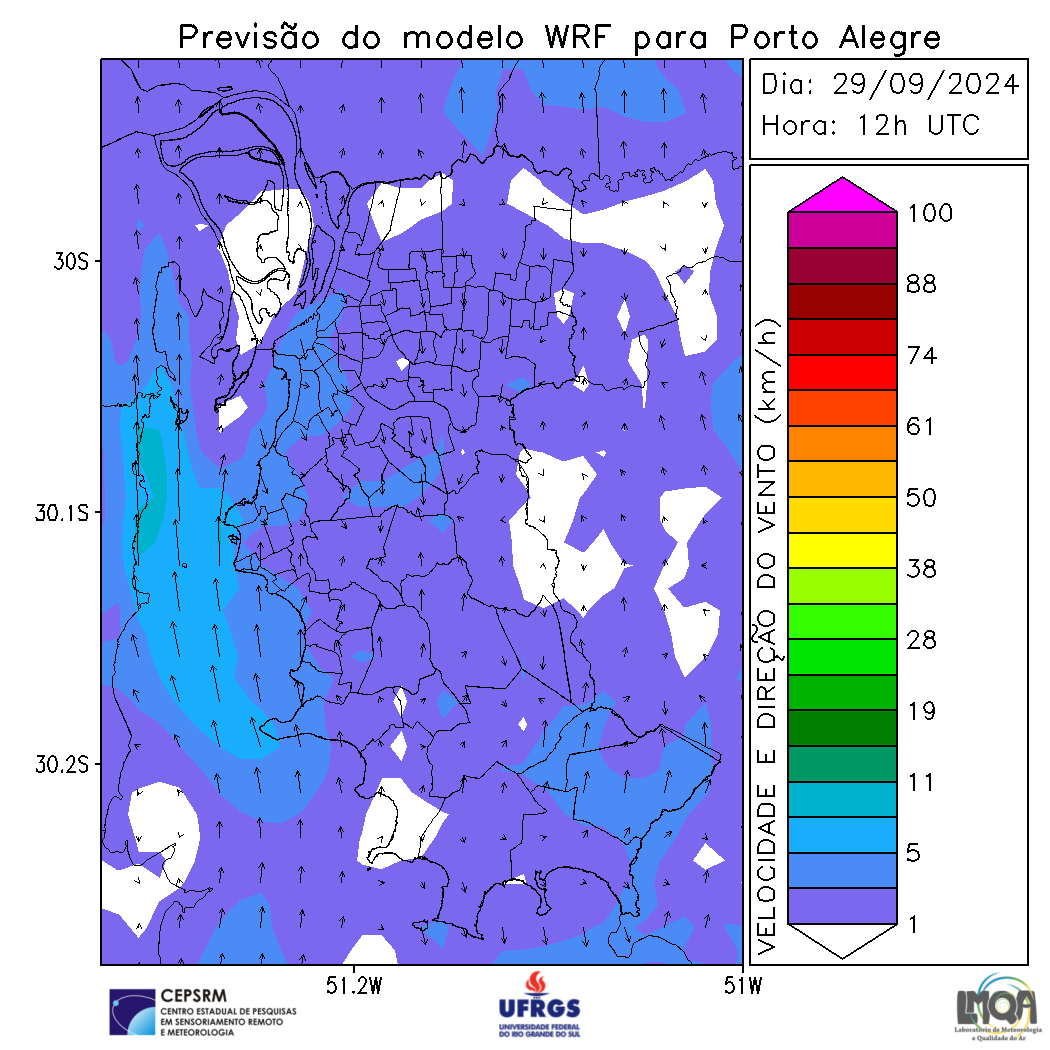 Previsão do modelo WRF para Porto Alegre
Dia: 29/09/2024
Hora: 12h UTC
30S
30.1S
30.2S
51.2W
51W
VELOCIDADE E DIREÇÃO DO VENTO (km/h)
100
88
74
61
50
38
28
19
11
5
1
CEPSRM
CENTRO ESTADUAL DE PESQUISAS
EM SENSORIAMENTO REMOTO
E METEOROLOGIA
UFRGS
UNIVERSIDADE FEDERAL
DO RIO GRANDE DO SUL
LMQA
Laboratório de Meteorologia
e Qualidade do Ar